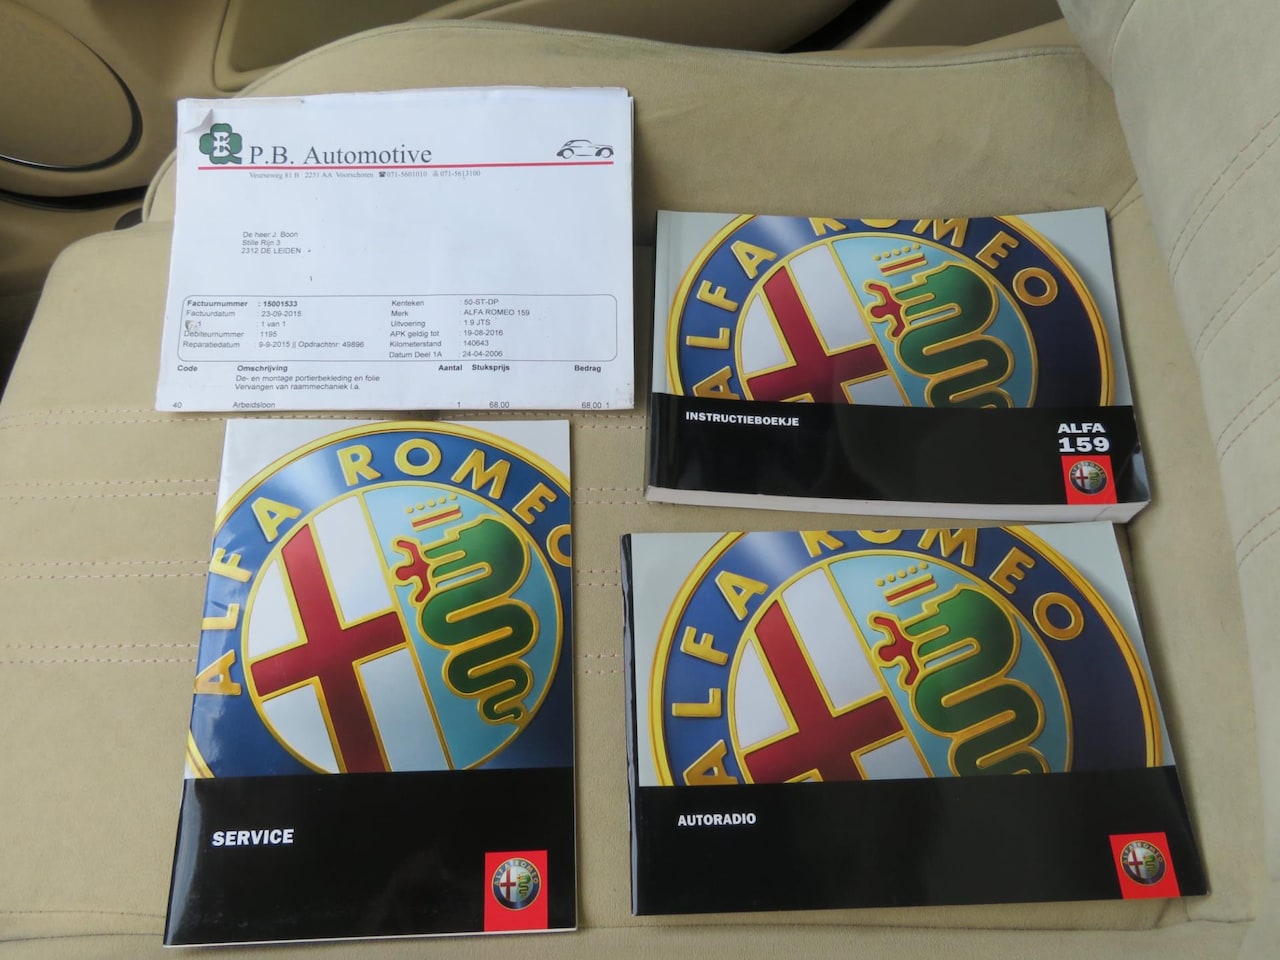 P.B. Automotive
Veurseweg 81 B 2251 AA Voorschoten ☎071-5601010 071-5613100
De heer J. Boon
Stille Rijn 3
2312 DE LEIDEN
Factuurnummer : 15001533
Factuurdatum : 23-09-2015
: 1 van 1
Debiteurnummer : 1195
Reparatiedatum : 9-9-2015 || Opdrachtnr: 49896
Kenteken : 50-ST-DP
Merk : ALFA ROMEO 159
Uitvoering : 1.9 JTS
APK geldig tot : 19-08-2016
Kilometerstand : 140643
Datum Deel 1A : 24-04-2006
Code Omschrijving Aantal Stuksprijs Bedrag
De- en montage portierbekleding en folie
Vervangen van raammechaniek l.a.
40 Arbeidsloon 1 68,00 68,00 1
ALFA ROMEO
INSTRUCTIEBOEKJE
ALFA
159
ALFA ROMEO
SERVICE
ALFA ROMEO
ALFA ROMEO
AUTORADIO
ALFA ROMEO